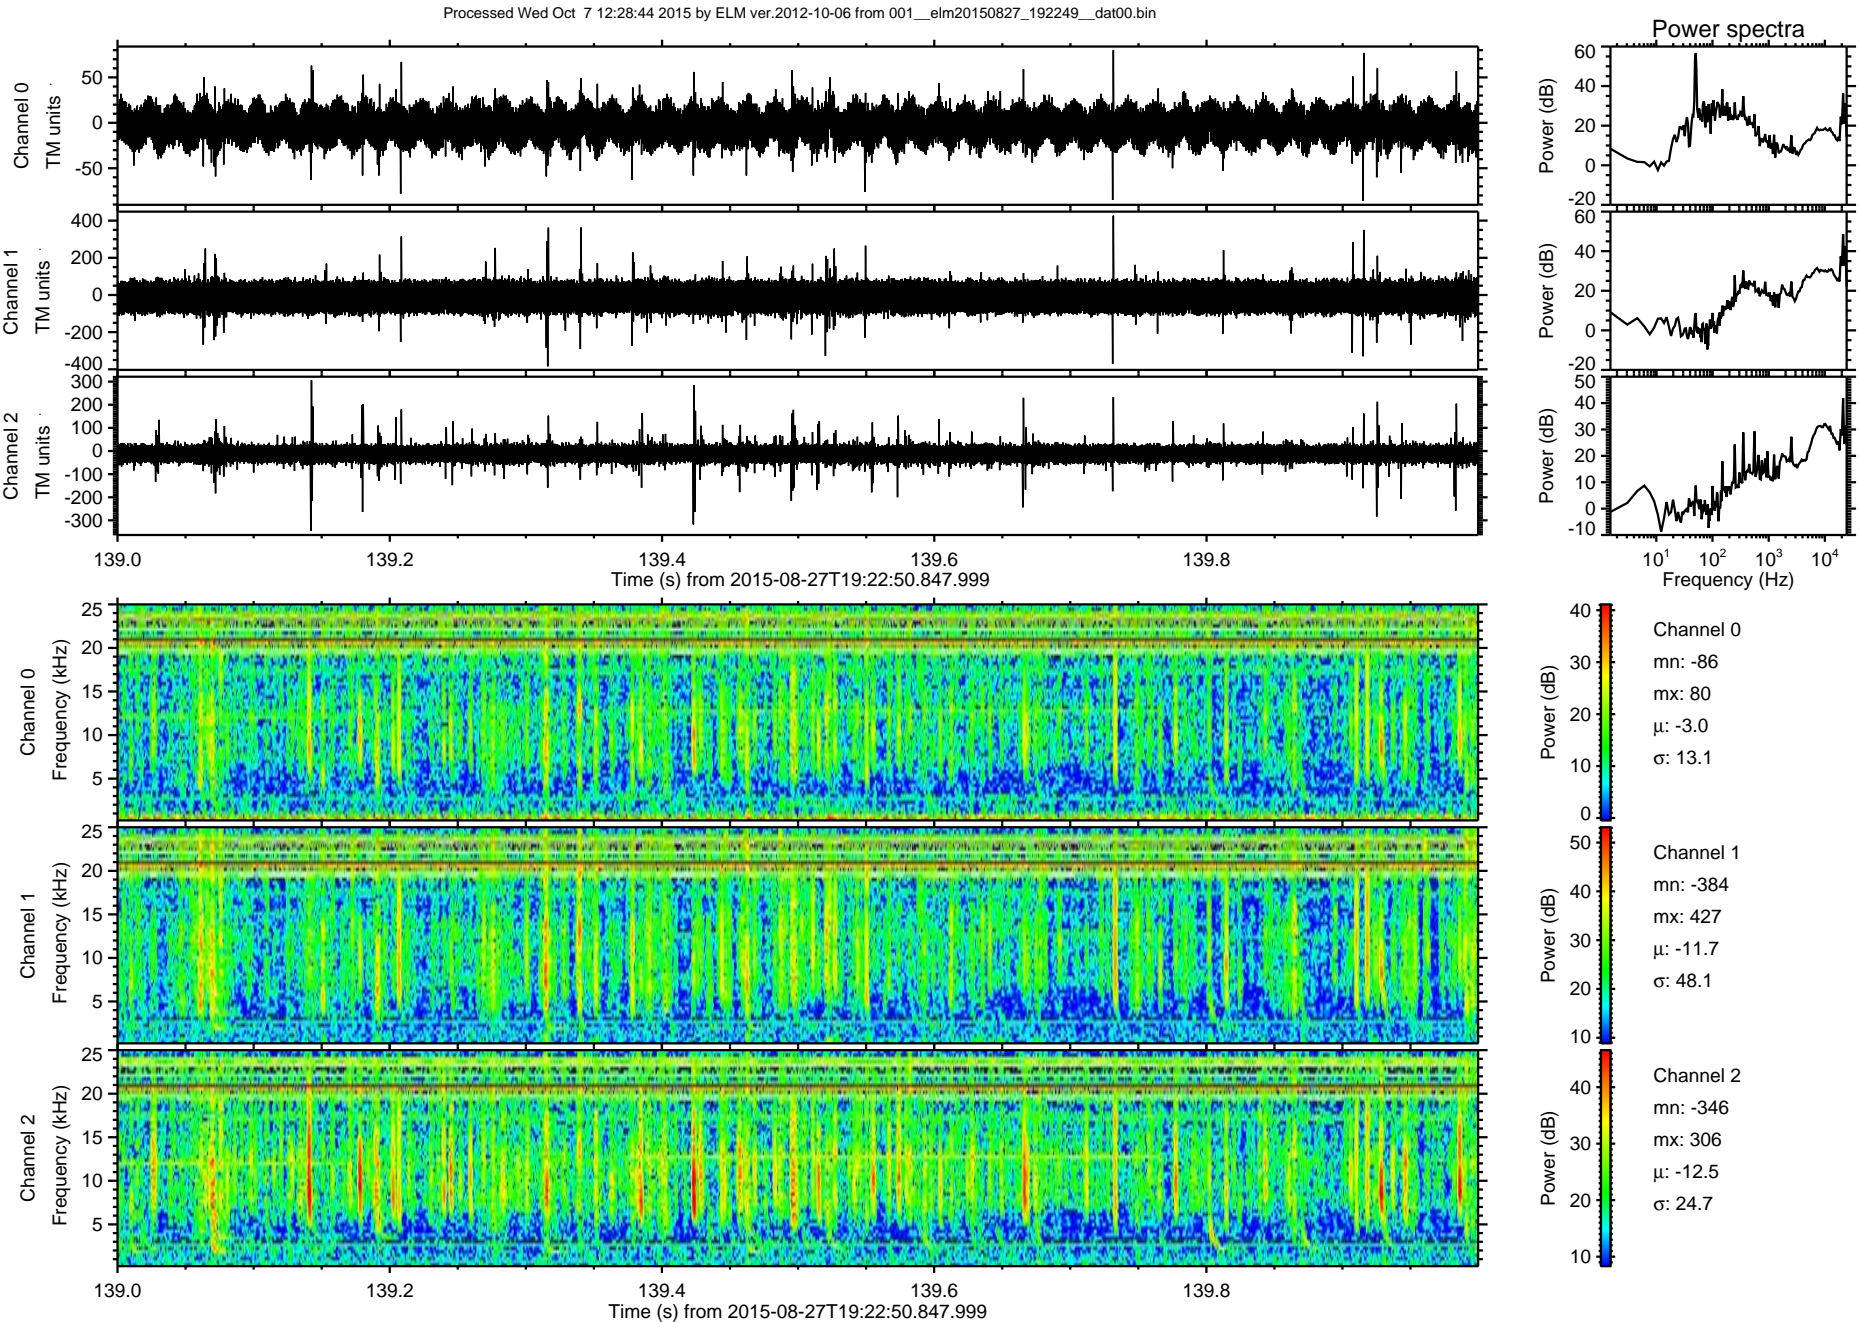 Processed Wed Oct  7 12:28:44 2015 by ELM ver.2012-10-06 from 001__elm20150827_192249__dat00.bin
Power spectra
Channel 0
TM units
50
0
-50
Power (dB)
60
40
20
0
-20
Channel 1
TM units
400
200
0
-200
-400
Power (dB)
60
40
20
0
-20
Channel 2
TM units
300
200
100
0
-100
-200
-300
Power (dB)
50
40
30
20
10
0
-10
139.0 139.2 139.4 139.6 139.8
Time (s) from 2015-08-27T19:22:50.847.999
10^1 10^2 10^3 10^4
Frequency (Hz)
Channel 0
Frequency (kHz)
25
20
15
10
5
Power (dB)
40
30
20
10
0
Channel 0
mn: -86
mx: 80
μ: -3.0
σ: 13.1
Channel 1
Frequency (kHz)
25
20
15
10
5
Power (dB)
50
40
30
20
10
Channel 1
mn: -384
mx: 427
μ: -11.7
σ: 48.1
Channel 2
Frequency (kHz)
25
20
15
10
5
Power (dB)
40
30
20
10
Channel 2
mn: -346
mx: 306
μ: -12.5
σ: 24.7
139.0 139.2 139.4 139.6 139.8
Time (s) from 2015-08-27T19:22:50.847.999